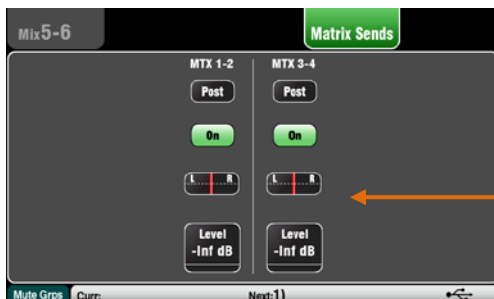 Mix5-6
Matrix Sends
MTX 1-2 MTX 3-4
Post Post
On On
L R L R
Level Level
-Inf dB -Inf dB
Mute Grps Curr: Next:1)